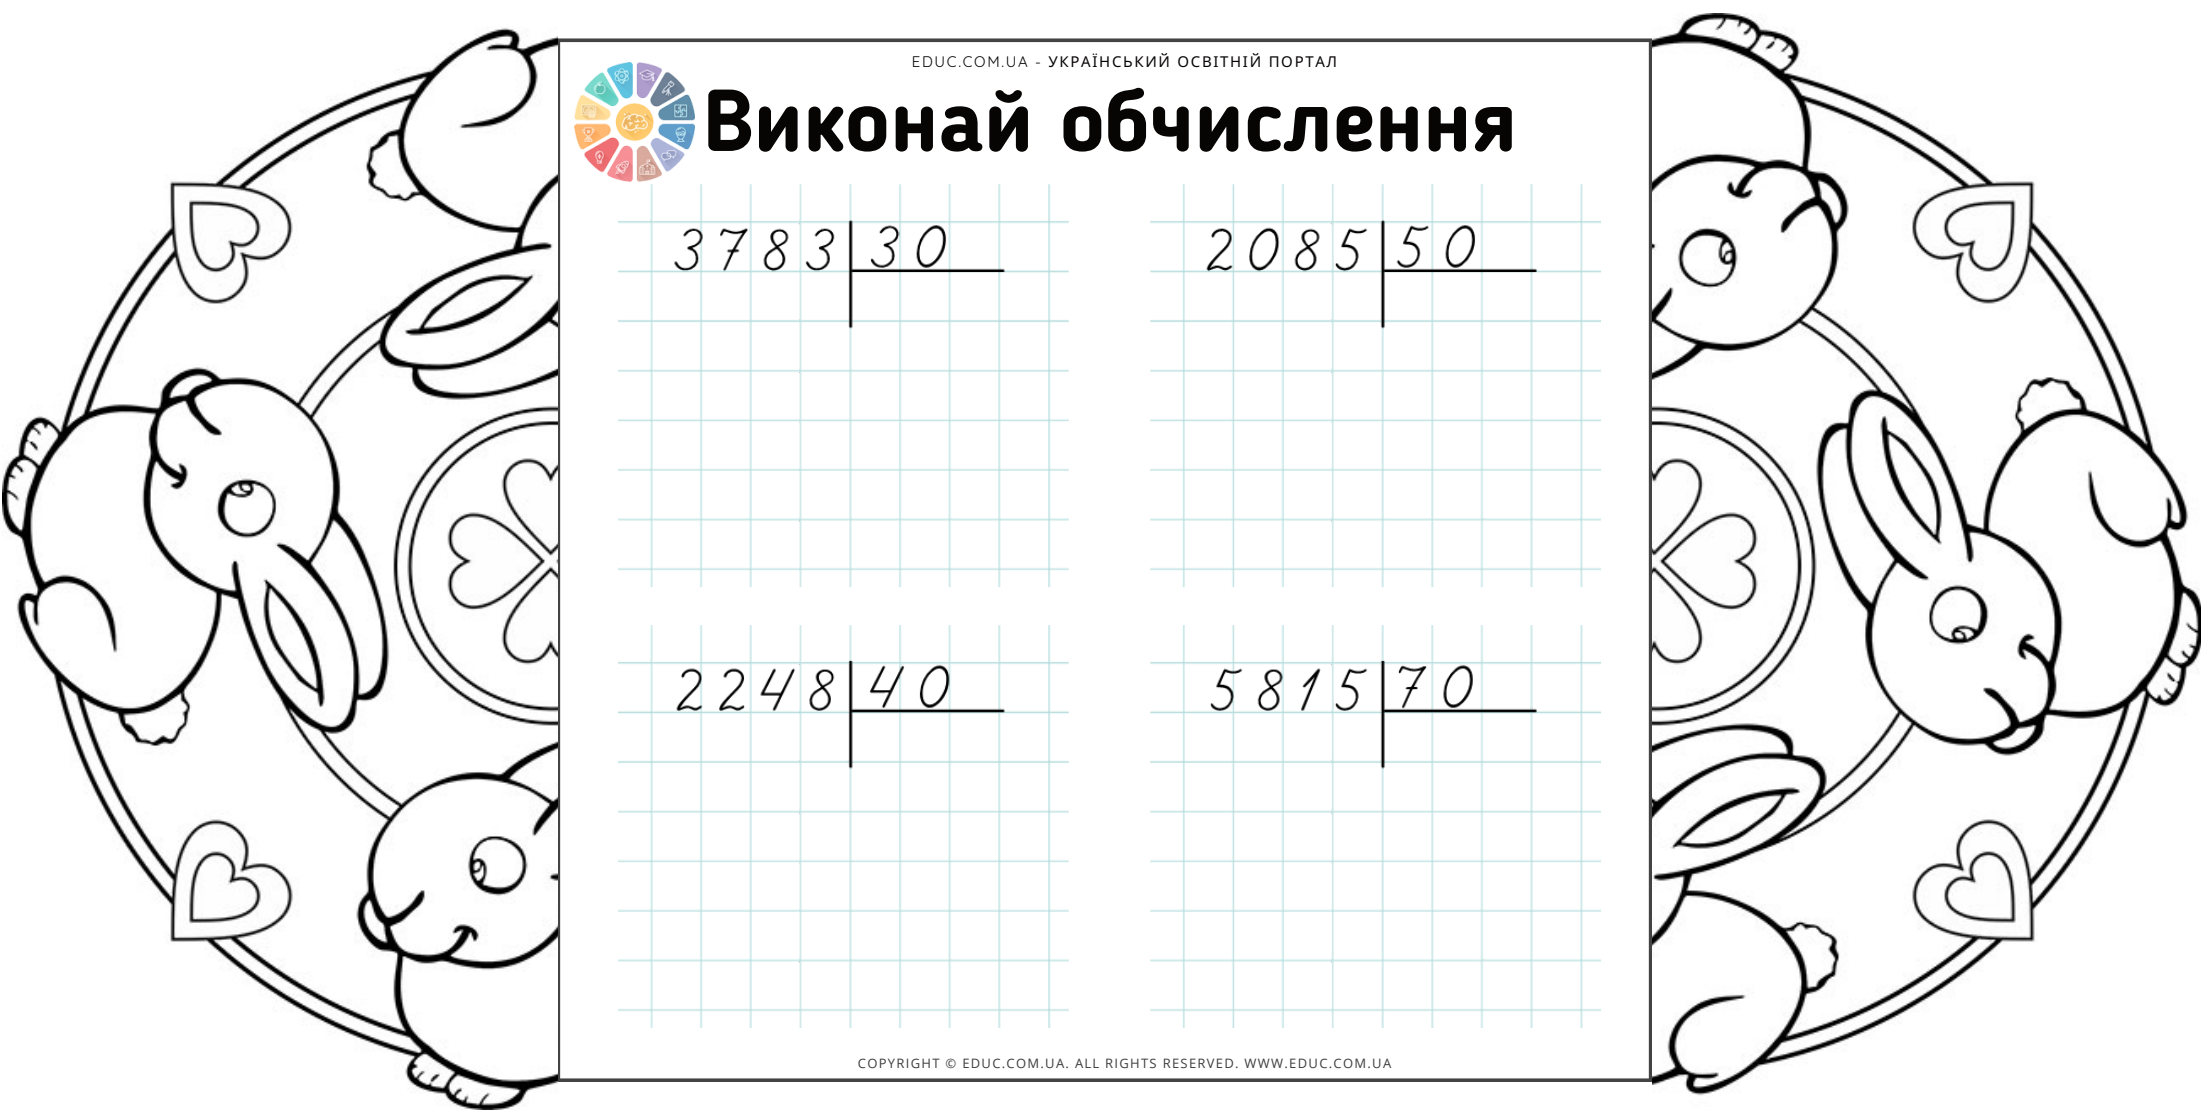 EDUC.COM.UA - УКРАЇНСЬКИЙ ОСВІТНІЙ ПОРТАЛ
Виконай обчислення
3783 30
2085 50
2248 40
5815 70
COPYRIGHT © EDUC.COM.UA. ALL RIGHTS RESERVED. WWW.EDUC.COM.UA